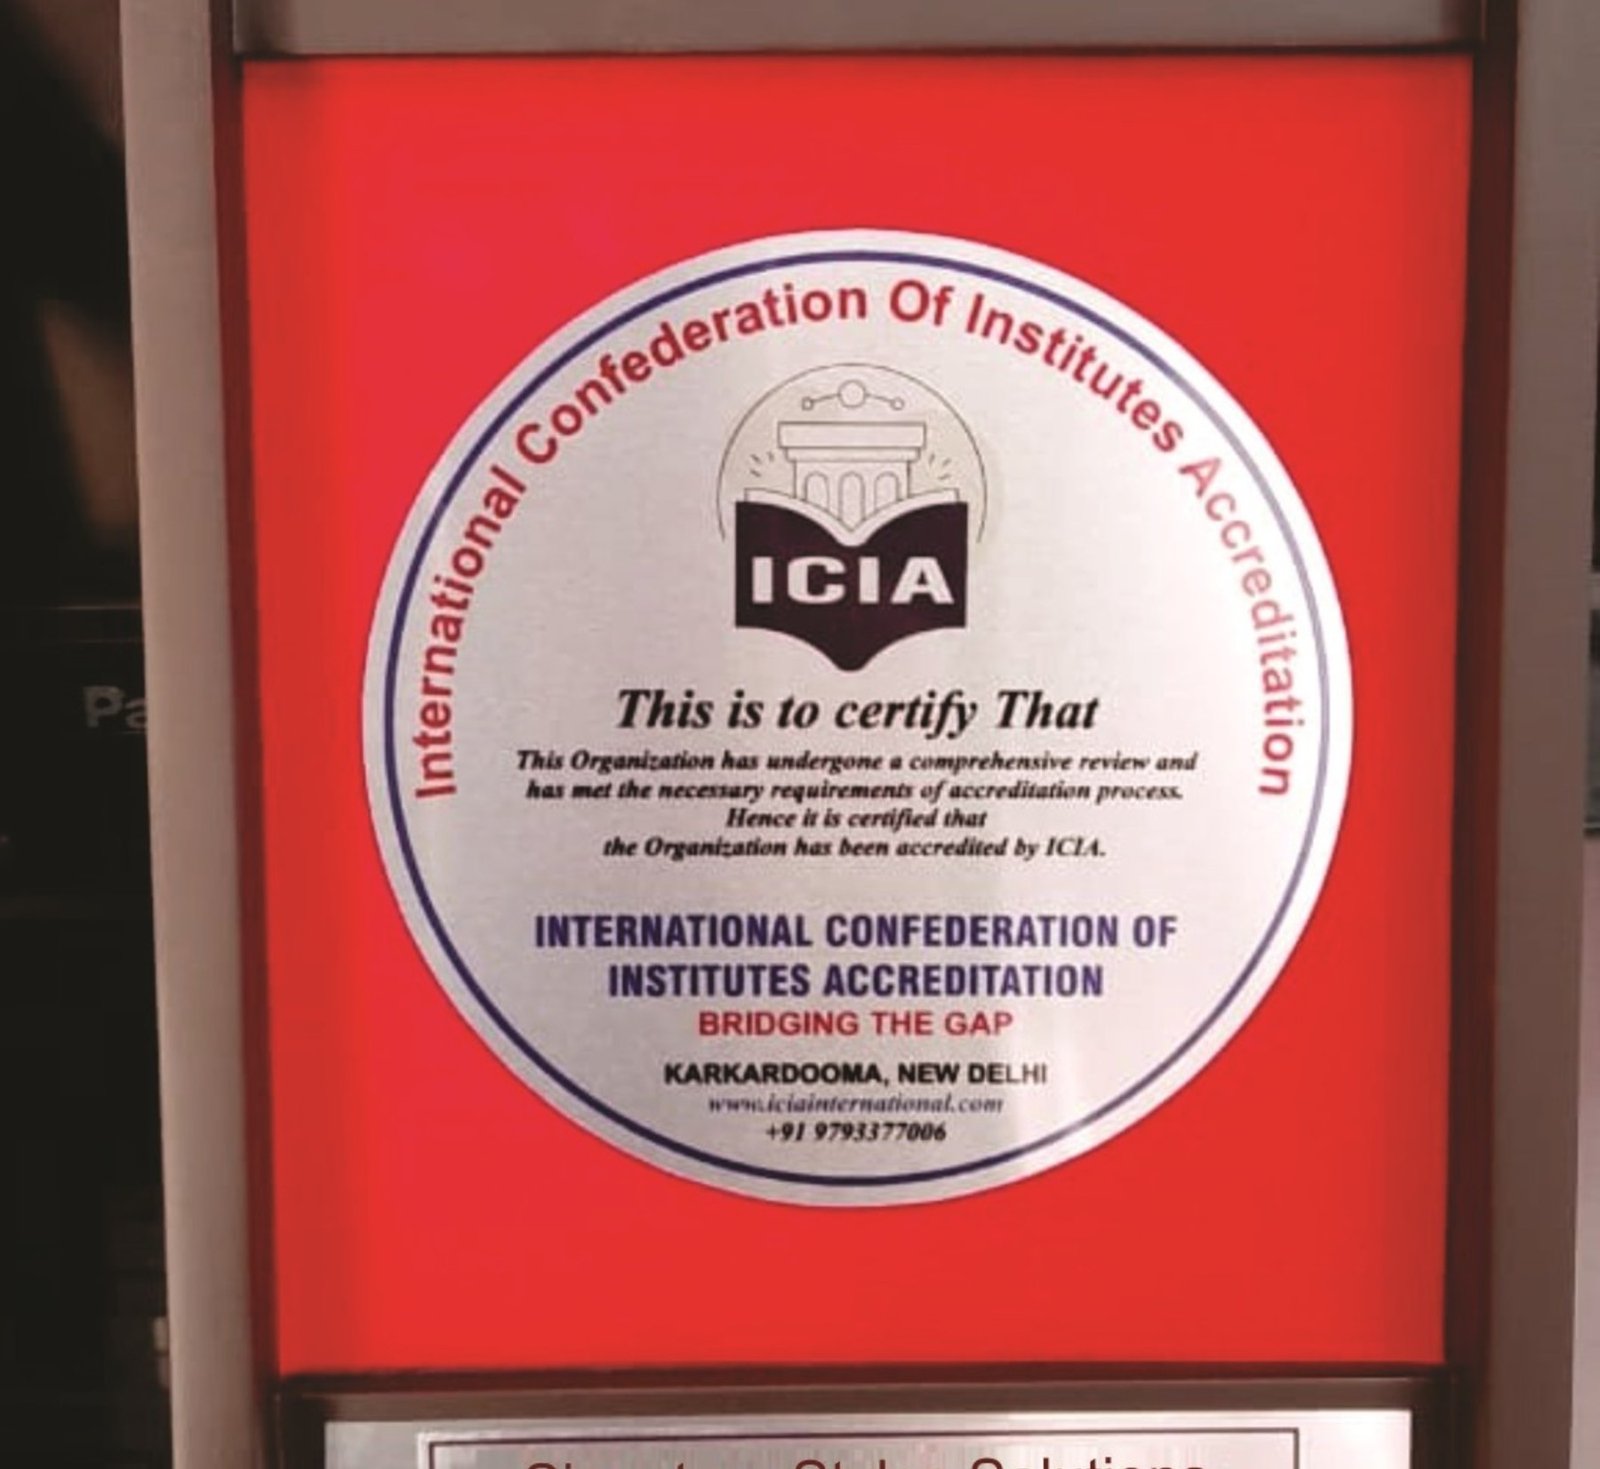 International Confederation Of Institutes Accreditation
ICIA
This is to certify That
This Organization has undergone a comprehensive review and
has met the necessary requirements of accreditation process.
Hence it is certified that
the Organization has been accredited by ICIA.
INTERNATIONAL CONFEDERATION OF
INSTITUTES ACCREDITATION
BRIDGING THE GAP
KARKARDOOMA, NEW DELHI
www.iciainternational.com
+91 9793377006
Pa
Solutions